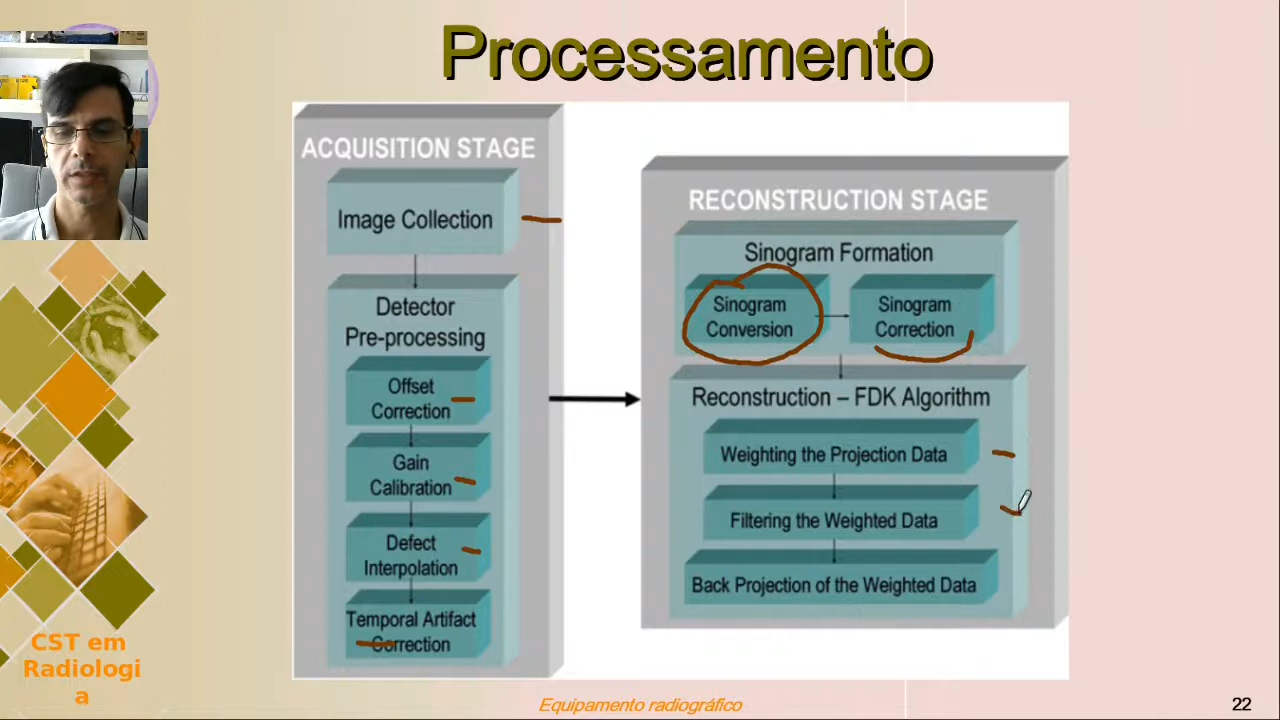 Processamento
ACQUISITION STAGE
Image Collection
Detector
Pre-processing
Offset
Correction
Gain
Calibration
Defect
Interpolation
Temporal Artifact
Correction
RECONSTRUCTION STAGE
Sinogram Formation
Sinogram
Conversion
Sinogram
Correction
Reconstruction – FDK Algorithm
Weighting the Projection Data
Filtering the Weighted Data
Back Projection of the Weighted Data
CST em
Radiologi
a
Equipamento radiográfico
22